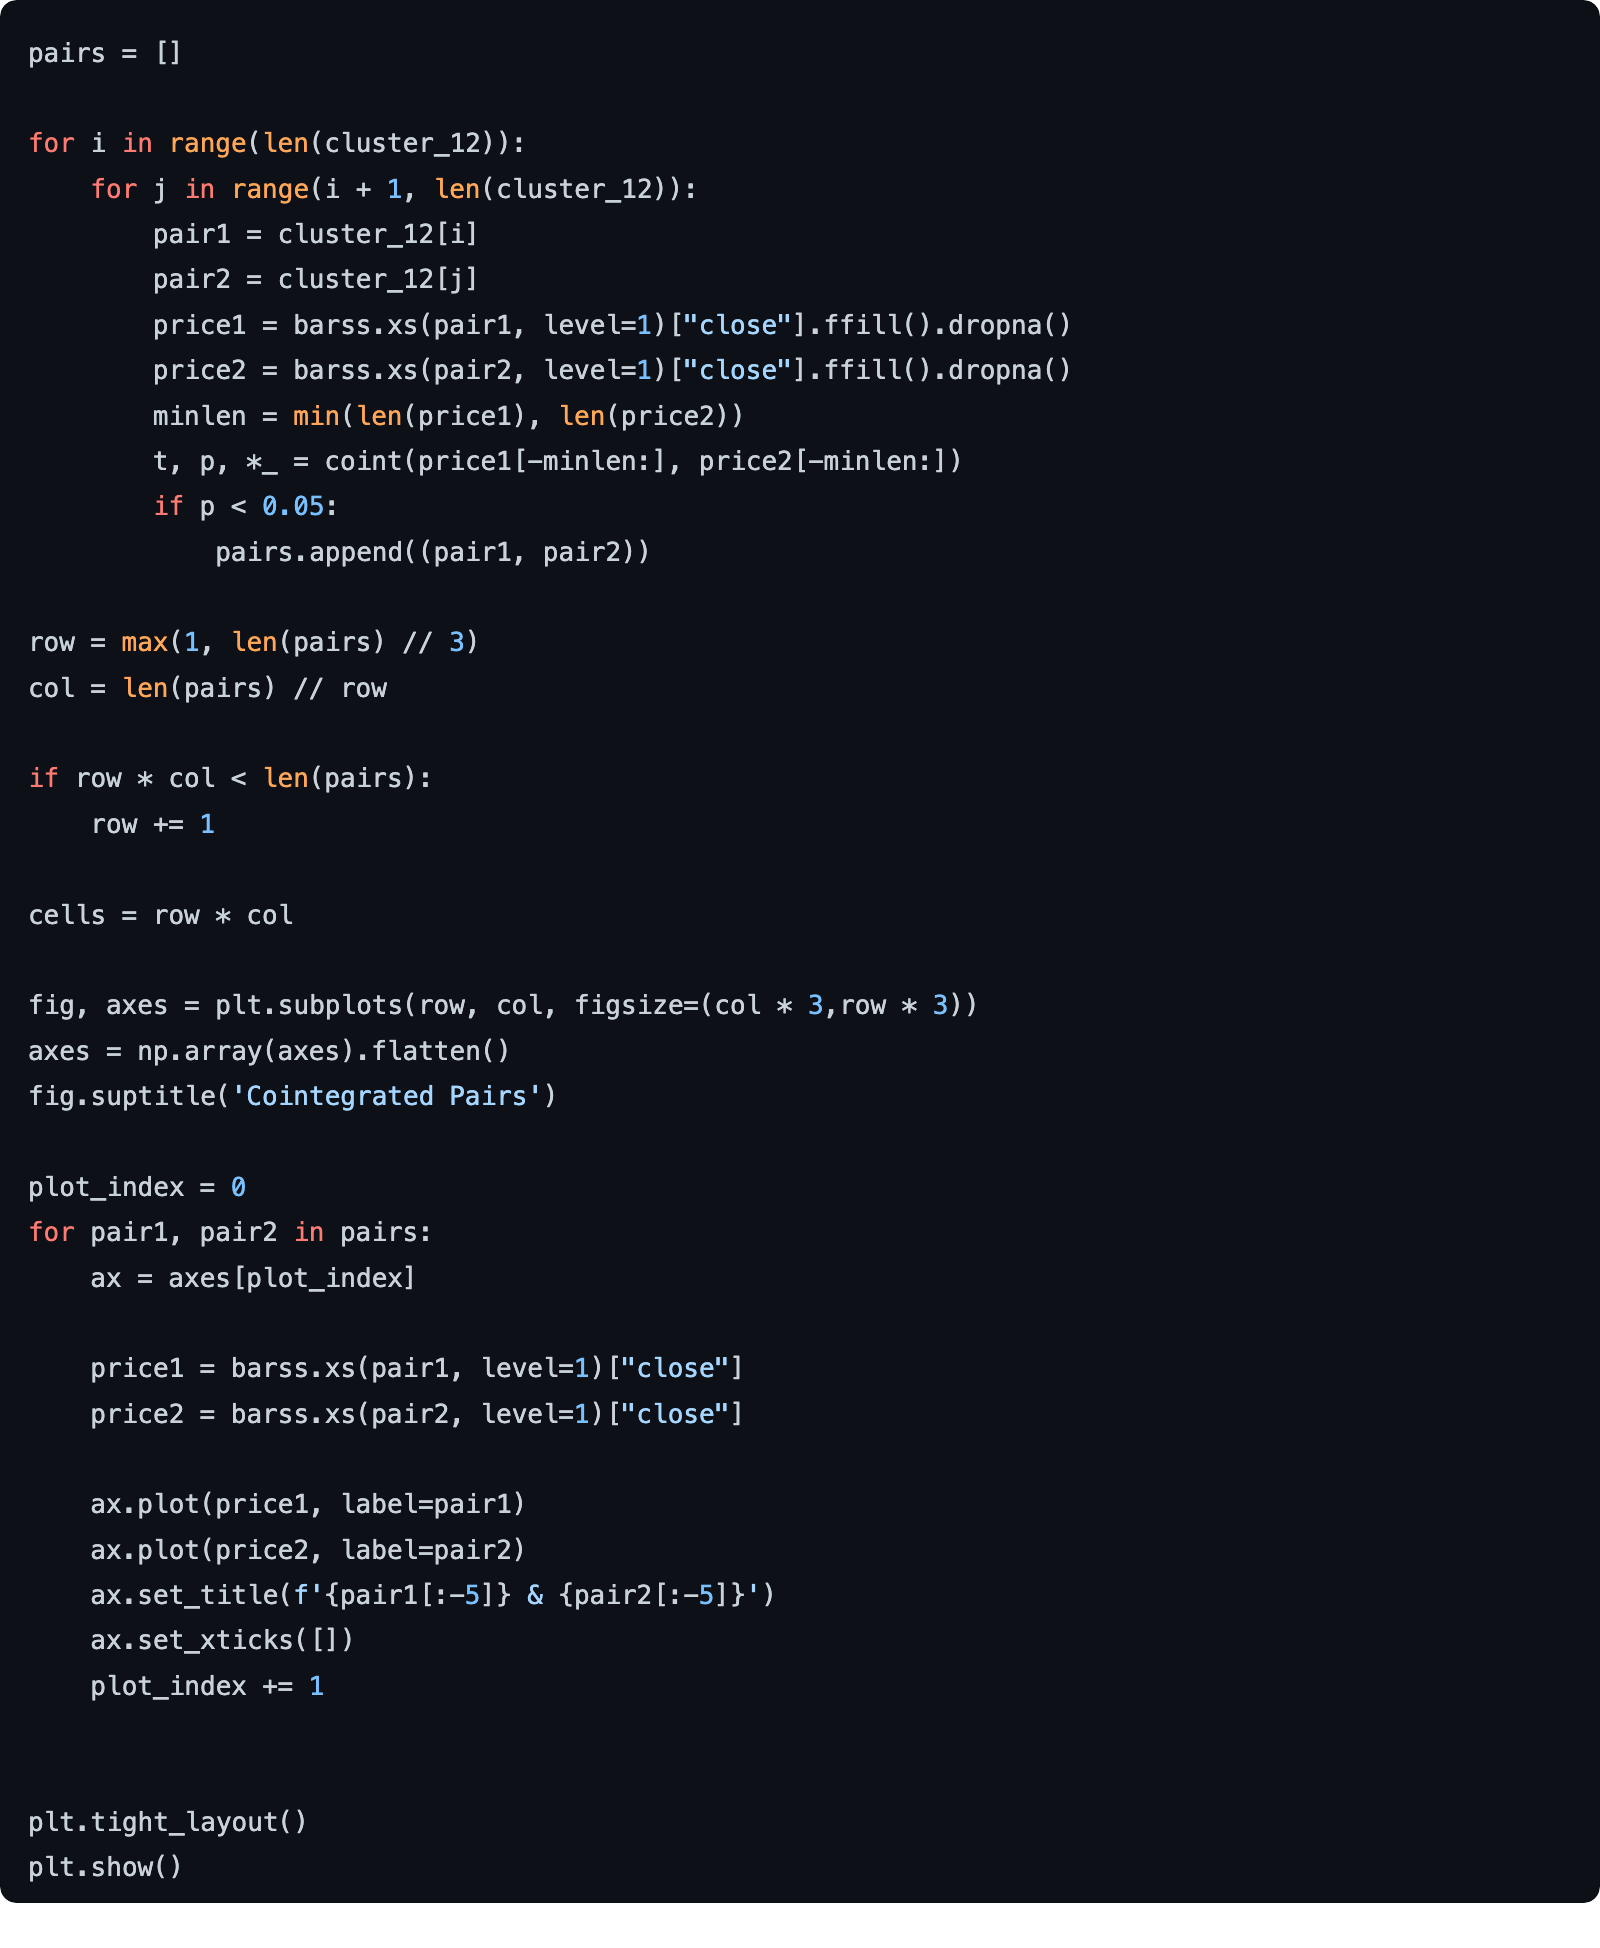 pairs = []
for i in range(len(cluster_12)):
    for j in range(i + 1, len(cluster_12)):
        pair1 = cluster_12[i]
        pair2 = cluster_12[j]
        price1 = barss.xs(pair1, level=1)["close"].ffill().dropna()
        price2 = barss.xs(pair2, level=1)["close"].ffill().dropna()
        minlen = min(len(price1), len(price2))
        t, p, *_ = coint(price1[-minlen:], price2[-minlen:])
        if p < 0.05:
            pairs.append((pair1, pair2))
row = max(1, len(pairs) // 3)
col = len(pairs) // row
if row * col < len(pairs):
    row += 1
cells = row * col
fig, axes = plt.subplots(row, col, figsize=(col * 3,row * 3))
axes = np.array(axes).flatten()
fig.suptitle('Cointegrated Pairs')
plot_index = 0
for pair1, pair2 in pairs:
    ax = axes[plot_index]
    price1 = barss.xs(pair1, level=1)["close"]
    price2 = barss.xs(pair2, level=1)["close"]
    ax.plot(price1, label=pair1)
    ax.plot(price2, label=pair2)
    ax.set_title(f'{pair1[:-5]} & {pair2[:-5]}')
    ax.set_xticks([])
    plot_index += 1
plt.tight_layout()
plt.show()